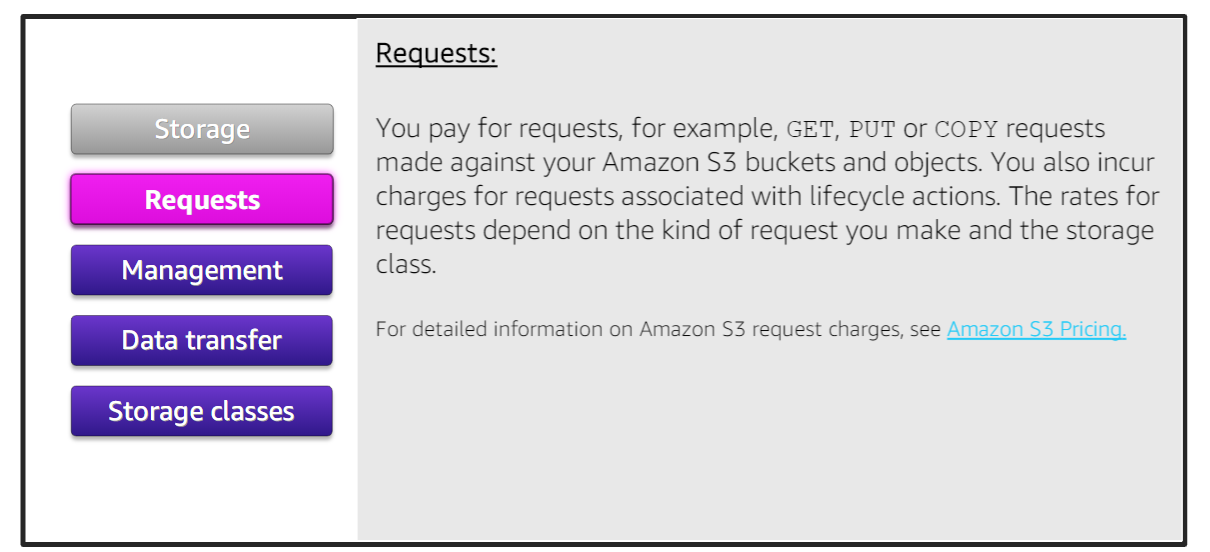 Storage
Requests
Management
Data transfer
Storage classes
Requests:
You pay for requests, for example, GET, PUT or COPY requests
made against your Amazon S3 buckets and objects. You also incur
charges for requests associated with lifecycle actions. The rates for
requests depend on the kind of request you make and the storage
class.
For detailed information on Amazon S3 request charges, see Amazon S3 Pricing.